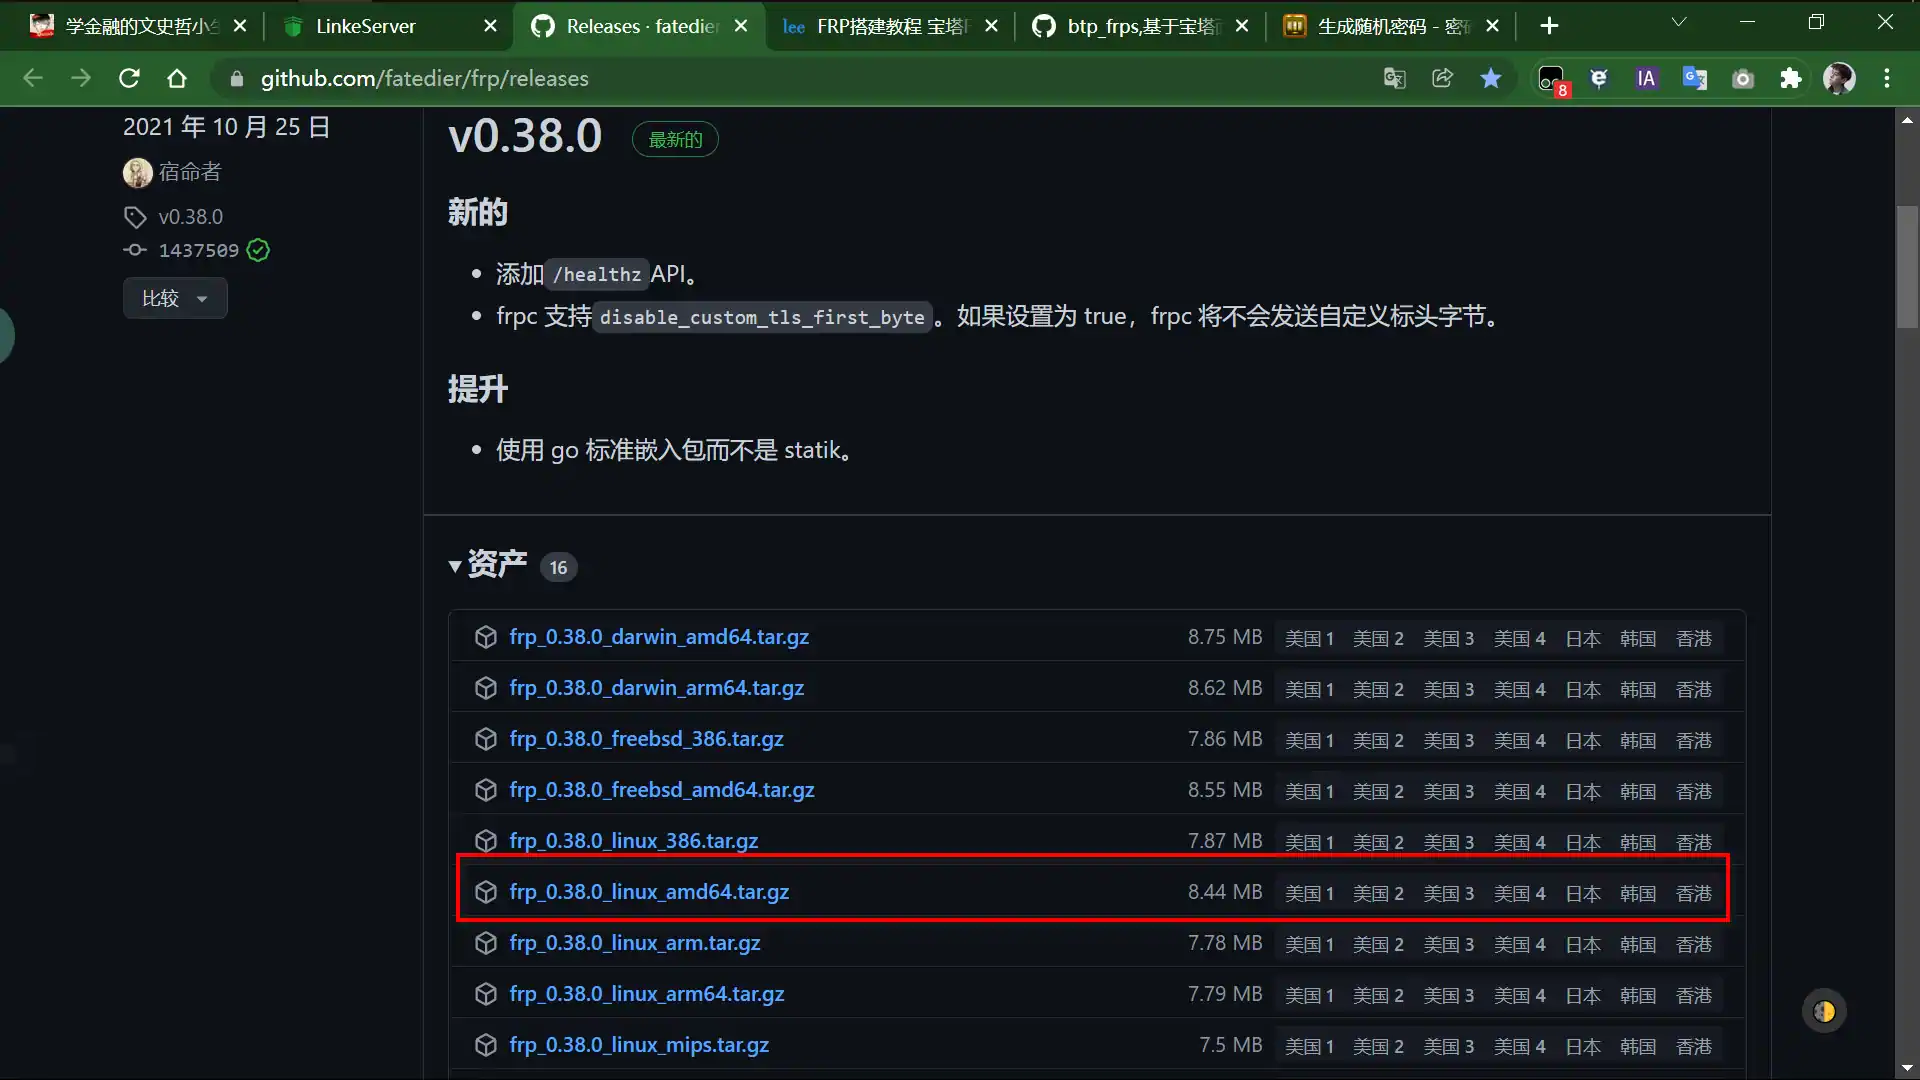 学金融的文史哲小
LinkeServer
Releases · fatedier
lee FRP搭建教程 宝塔
btp_frps,基于宝塔
生成随机密码 - 密
github.com/fatedier/frp/releases
IA
8
2021 年 10 月 25 日
宿命者
v0.38.0
1437509
比较
v0.38.0 最新的
新的
添加 /healthz API。
frpc 支持 disable_custom_tls_first_byte 。如果设置为 true，frpc 将不会发送自定义标头字节。
提升
使用 go 标准嵌入包而不是 statik。
资产 16
frp_0.38.0_darwin_amd64.tar.gz 8.75 MB 美国 1 美国 2 美国 3 美国 4 日本 韩国 香港
frp_0.38.0_darwin_arm64.tar.gz 8.62 MB 美国 1 美国 2 美国 3 美国 4 日本 韩国 香港
frp_0.38.0_freebsd_386.tar.gz 7.86 MB 美国 1 美国 2 美国 3 美国 4 日本 韩国 香港
frp_0.38.0_freebsd_amd64.tar.gz 8.55 MB 美国 1 美国 2 美国 3 美国 4 日本 韩国 香港
frp_0.38.0_linux_386.tar.gz 7.87 MB 美国 1 美国 2 美国 3 美国 4 日本 韩国 香港
frp_0.38.0_linux_amd64.tar.gz 8.44 MB 美国 1 美国 2 美国 3 美国 4 日本 韩国 香港
frp_0.38.0_linux_arm.tar.gz 7.78 MB 美国 1 美国 2 美国 3 美国 4 日本 韩国 香港
frp_0.38.0_linux_arm64.tar.gz 7.79 MB 美国 1 美国 2 美国 3 美国 4 日本 韩国 香港
frp_0.38.0_linux_mips.tar.gz 7.5 MB 美国 1 美国 2 美国 3 美国 4 日本 韩国 香港